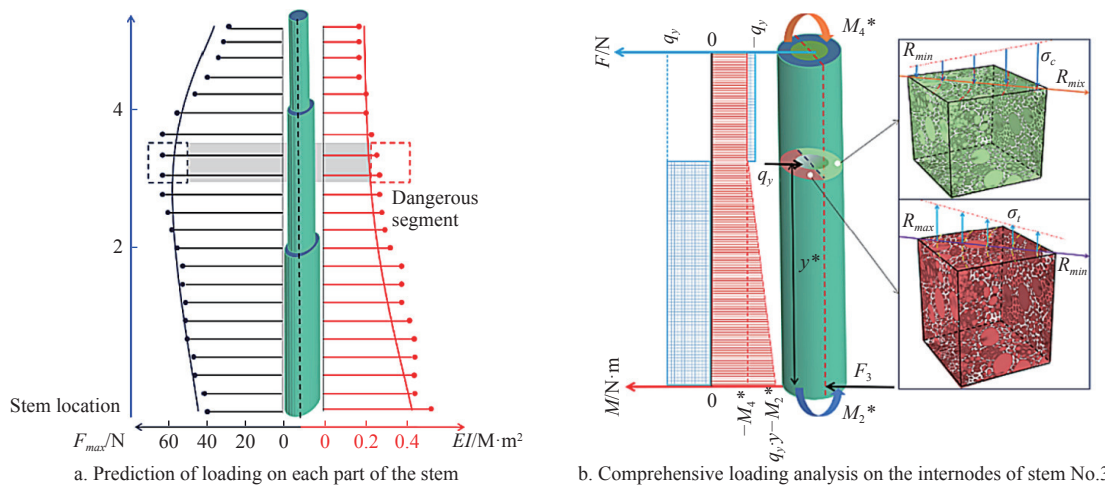 4
2
Stem location
Dangerous
segment
F_max/N
60
40
20
0
0
0.2
0.4
EI/M·m²
a. Prediction of loading on each part of the stem
F/N
q_y
0
−q_y
M_4*
q_y
y*
F_3
M_2*
M/N·m
0
−M_4*
q_y y−M_2*
R_min
σ_c
R_mix
R_max
σ_t
R_min
b. Comprehensive loading analysis on the internodes of stem No.3